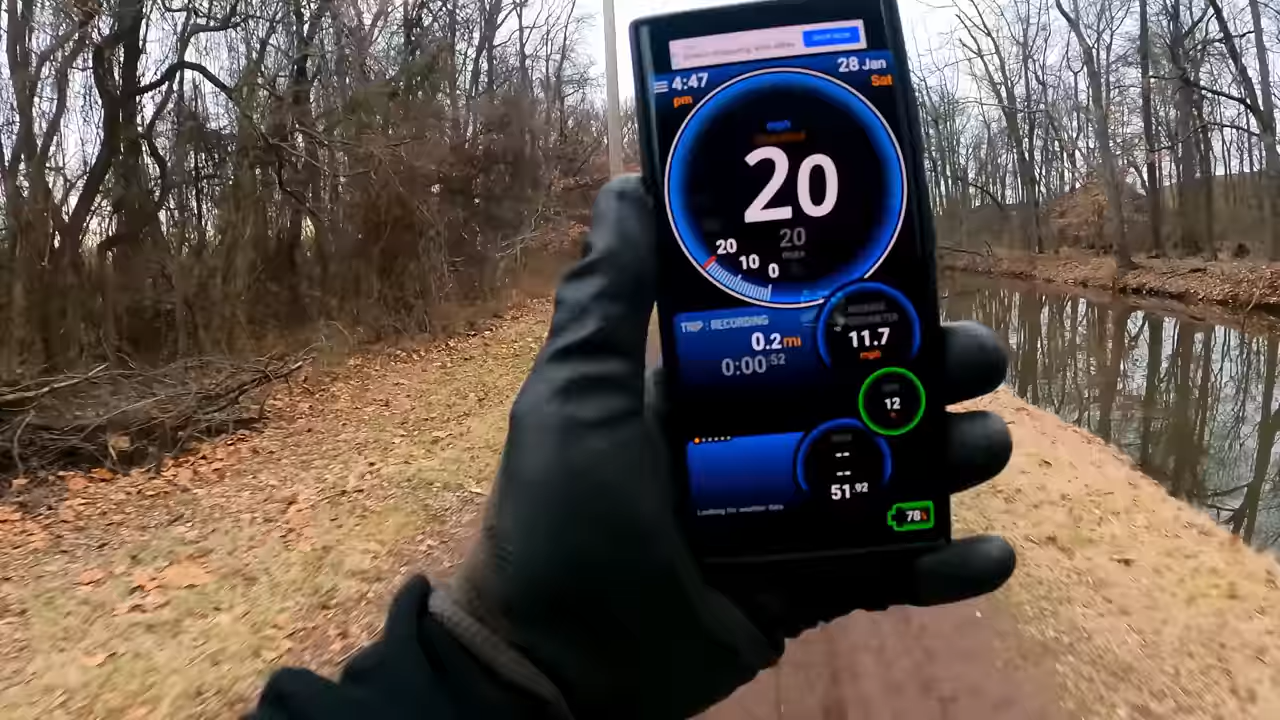 SHOP NOW
4:47
pm
28 Jan
Sat
mph
20
20
max
20
10
0
TRIP : RECORDING
0.2 mi
0:00:52
11.7
mph
12
--
--
51.92
Looking for weather data
78%